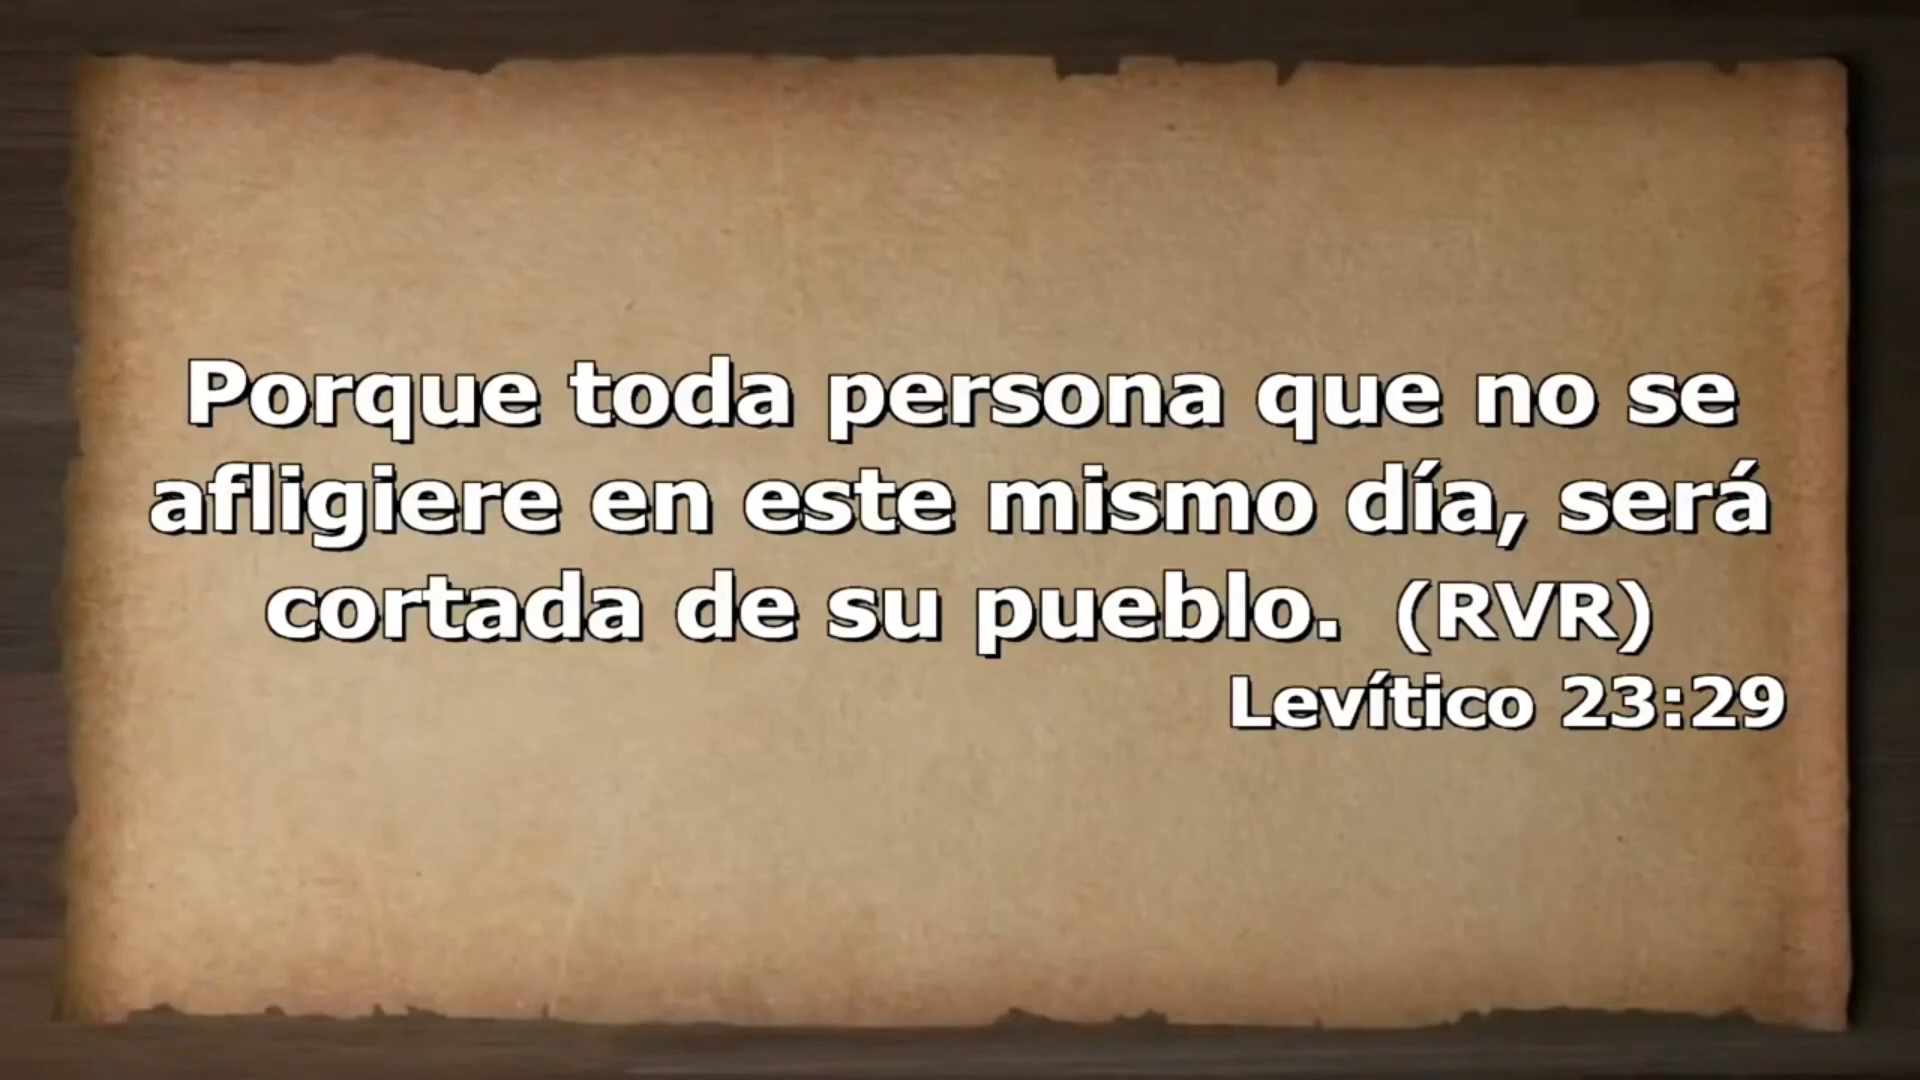 Porque toda persona que no se
afligiere en este mismo día, será
cortada de su pueblo. (RVR)
Levítico 23:29